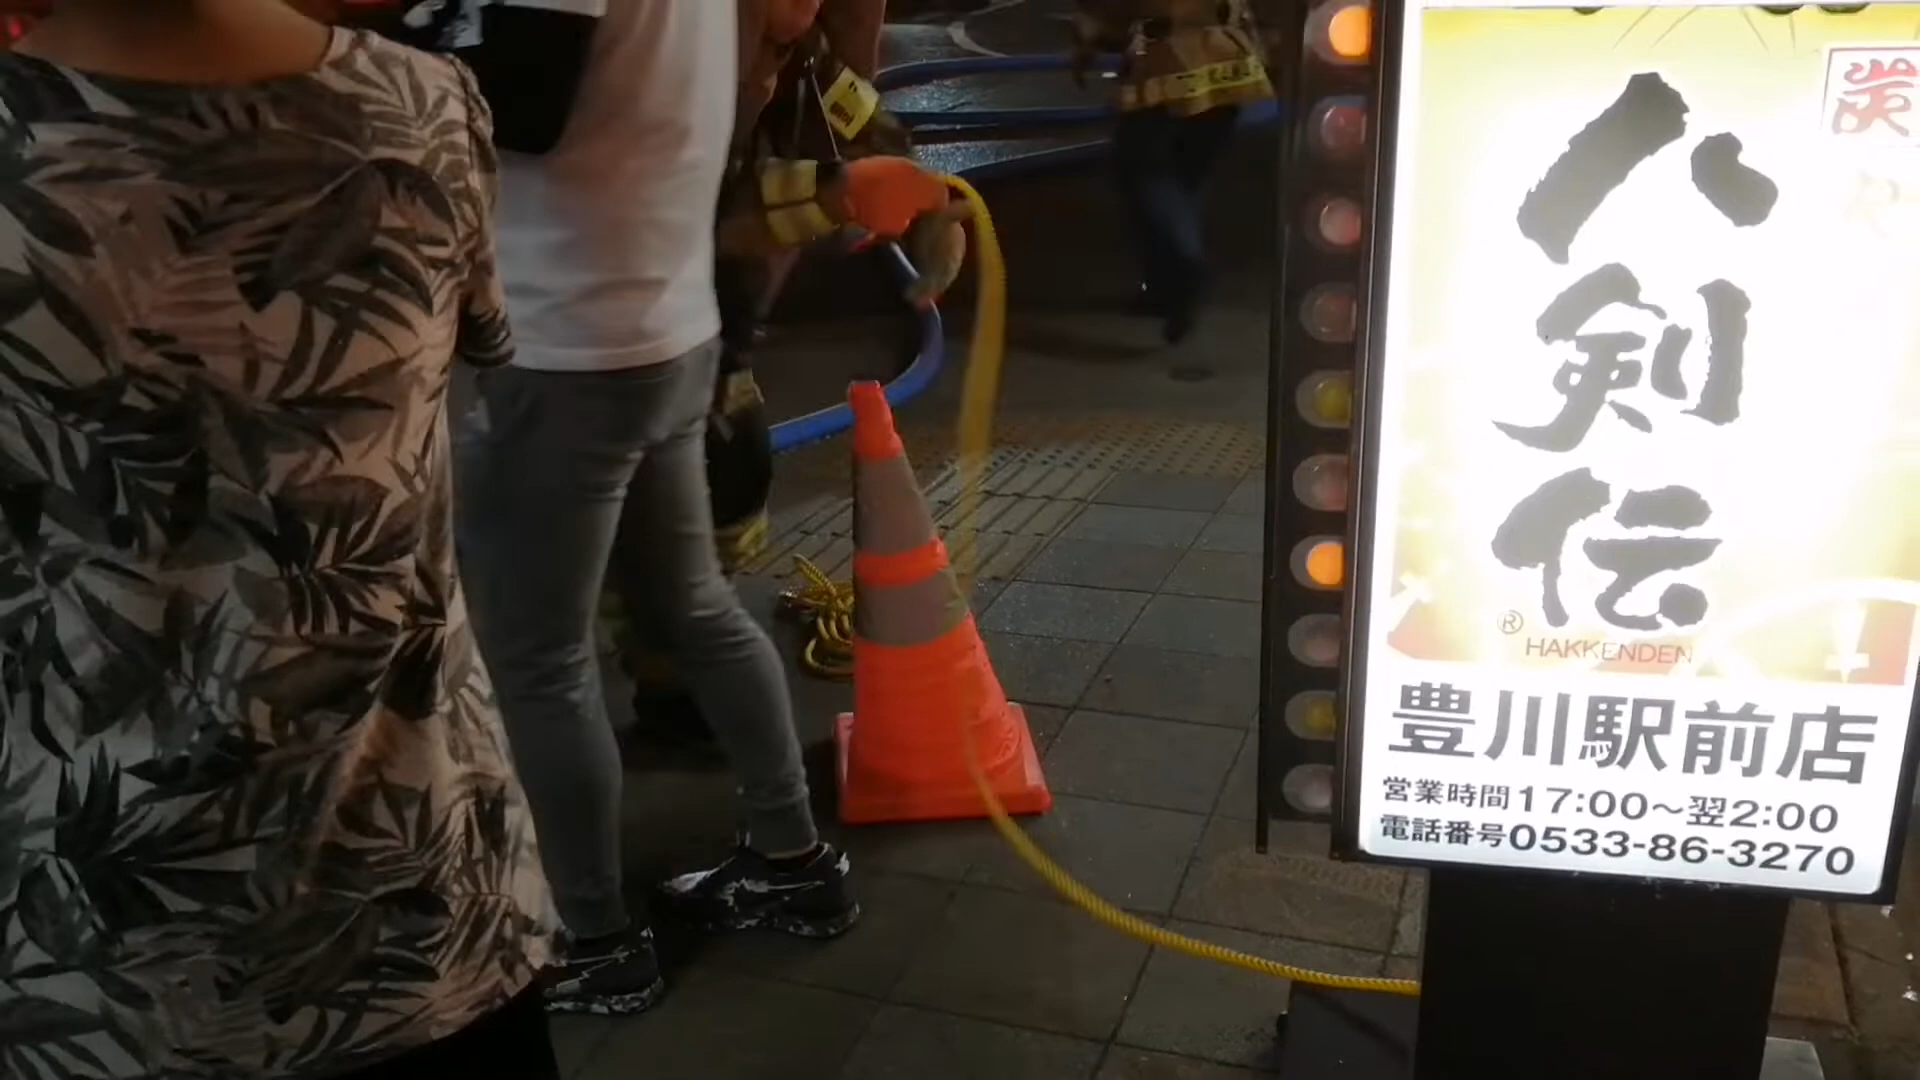 炭
八剣伝
® HAKKENDEN
豊川駅前店
営業時間17:00～翌2:00
電話番号0533-86-3270